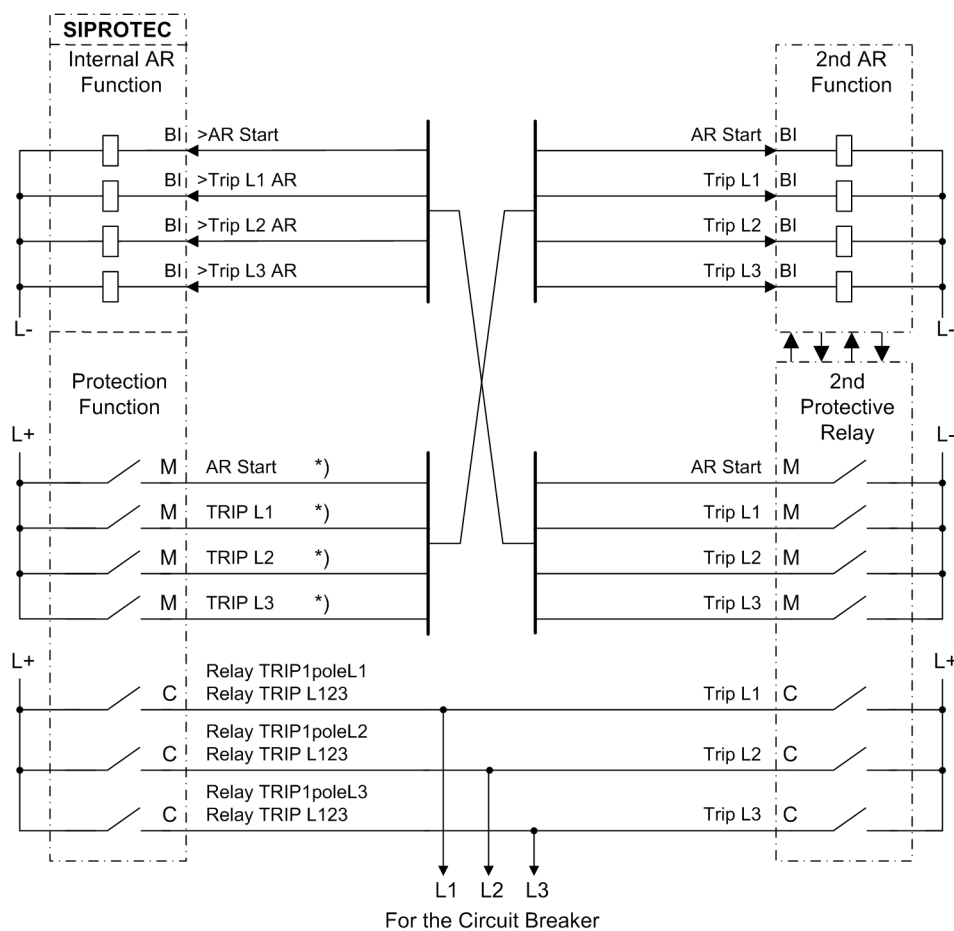 SIPROTEC
Internal AR
Function
2nd AR
Function
BI >AR Start
AR Start BI
BI >Trip L1 AR
Trip L1 BI
BI >Trip L2 AR
Trip L2 BI
BI >Trip L3 AR
Trip L3 BI
L-
L-
Protection
Function
2nd
Protective
Relay
L+
L-
M AR Start *)
AR Start M
M TRIP L1 *)
Trip L1 M
M TRIP L2 *)
Trip L2 M
M TRIP L3 *)
Trip L3 M
L+
L+
Relay TRIP1poleL1
C Relay TRIP L123
Trip L1 C
Relay TRIP1poleL2
C Relay TRIP L123
Trip L2 C
Relay TRIP1poleL3
C Relay TRIP L123
Trip L3 C
L1 L2 L3
For the Circuit Breaker